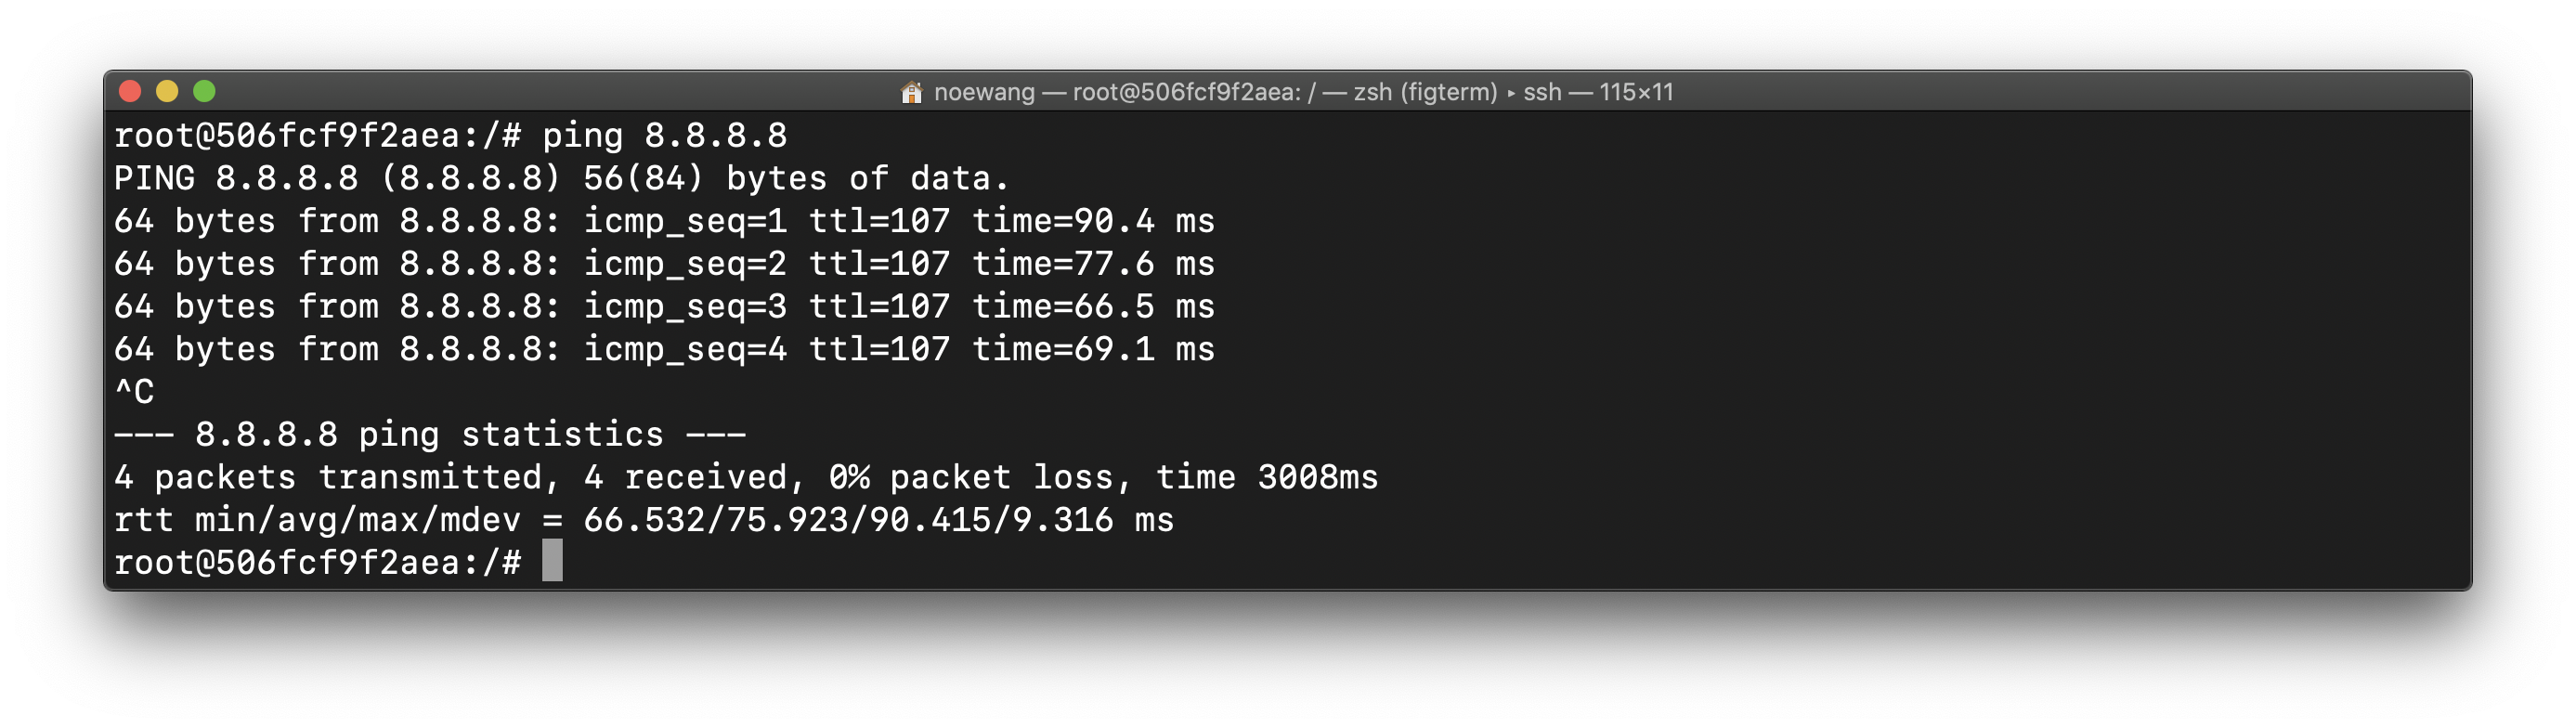 noewang — root@506fcf9f2aea: / — zsh (figterm) ▸ ssh — 115×11
root@506fcf9f2aea:/# ping 8.8.8.8
PING 8.8.8.8 (8.8.8.8) 56(84) bytes of data.
64 bytes from 8.8.8.8: icmp_seq=1 ttl=107 time=90.4 ms
64 bytes from 8.8.8.8: icmp_seq=2 ttl=107 time=77.6 ms
64 bytes from 8.8.8.8: icmp_seq=3 ttl=107 time=66.5 ms
64 bytes from 8.8.8.8: icmp_seq=4 ttl=107 time=69.1 ms
^C
--- 8.8.8.8 ping statistics ---
4 packets transmitted, 4 received, 0% packet loss, time 3008ms
rtt min/avg/max/mdev = 66.532/75.923/90.415/9.316 ms
root@506fcf9f2aea:/#